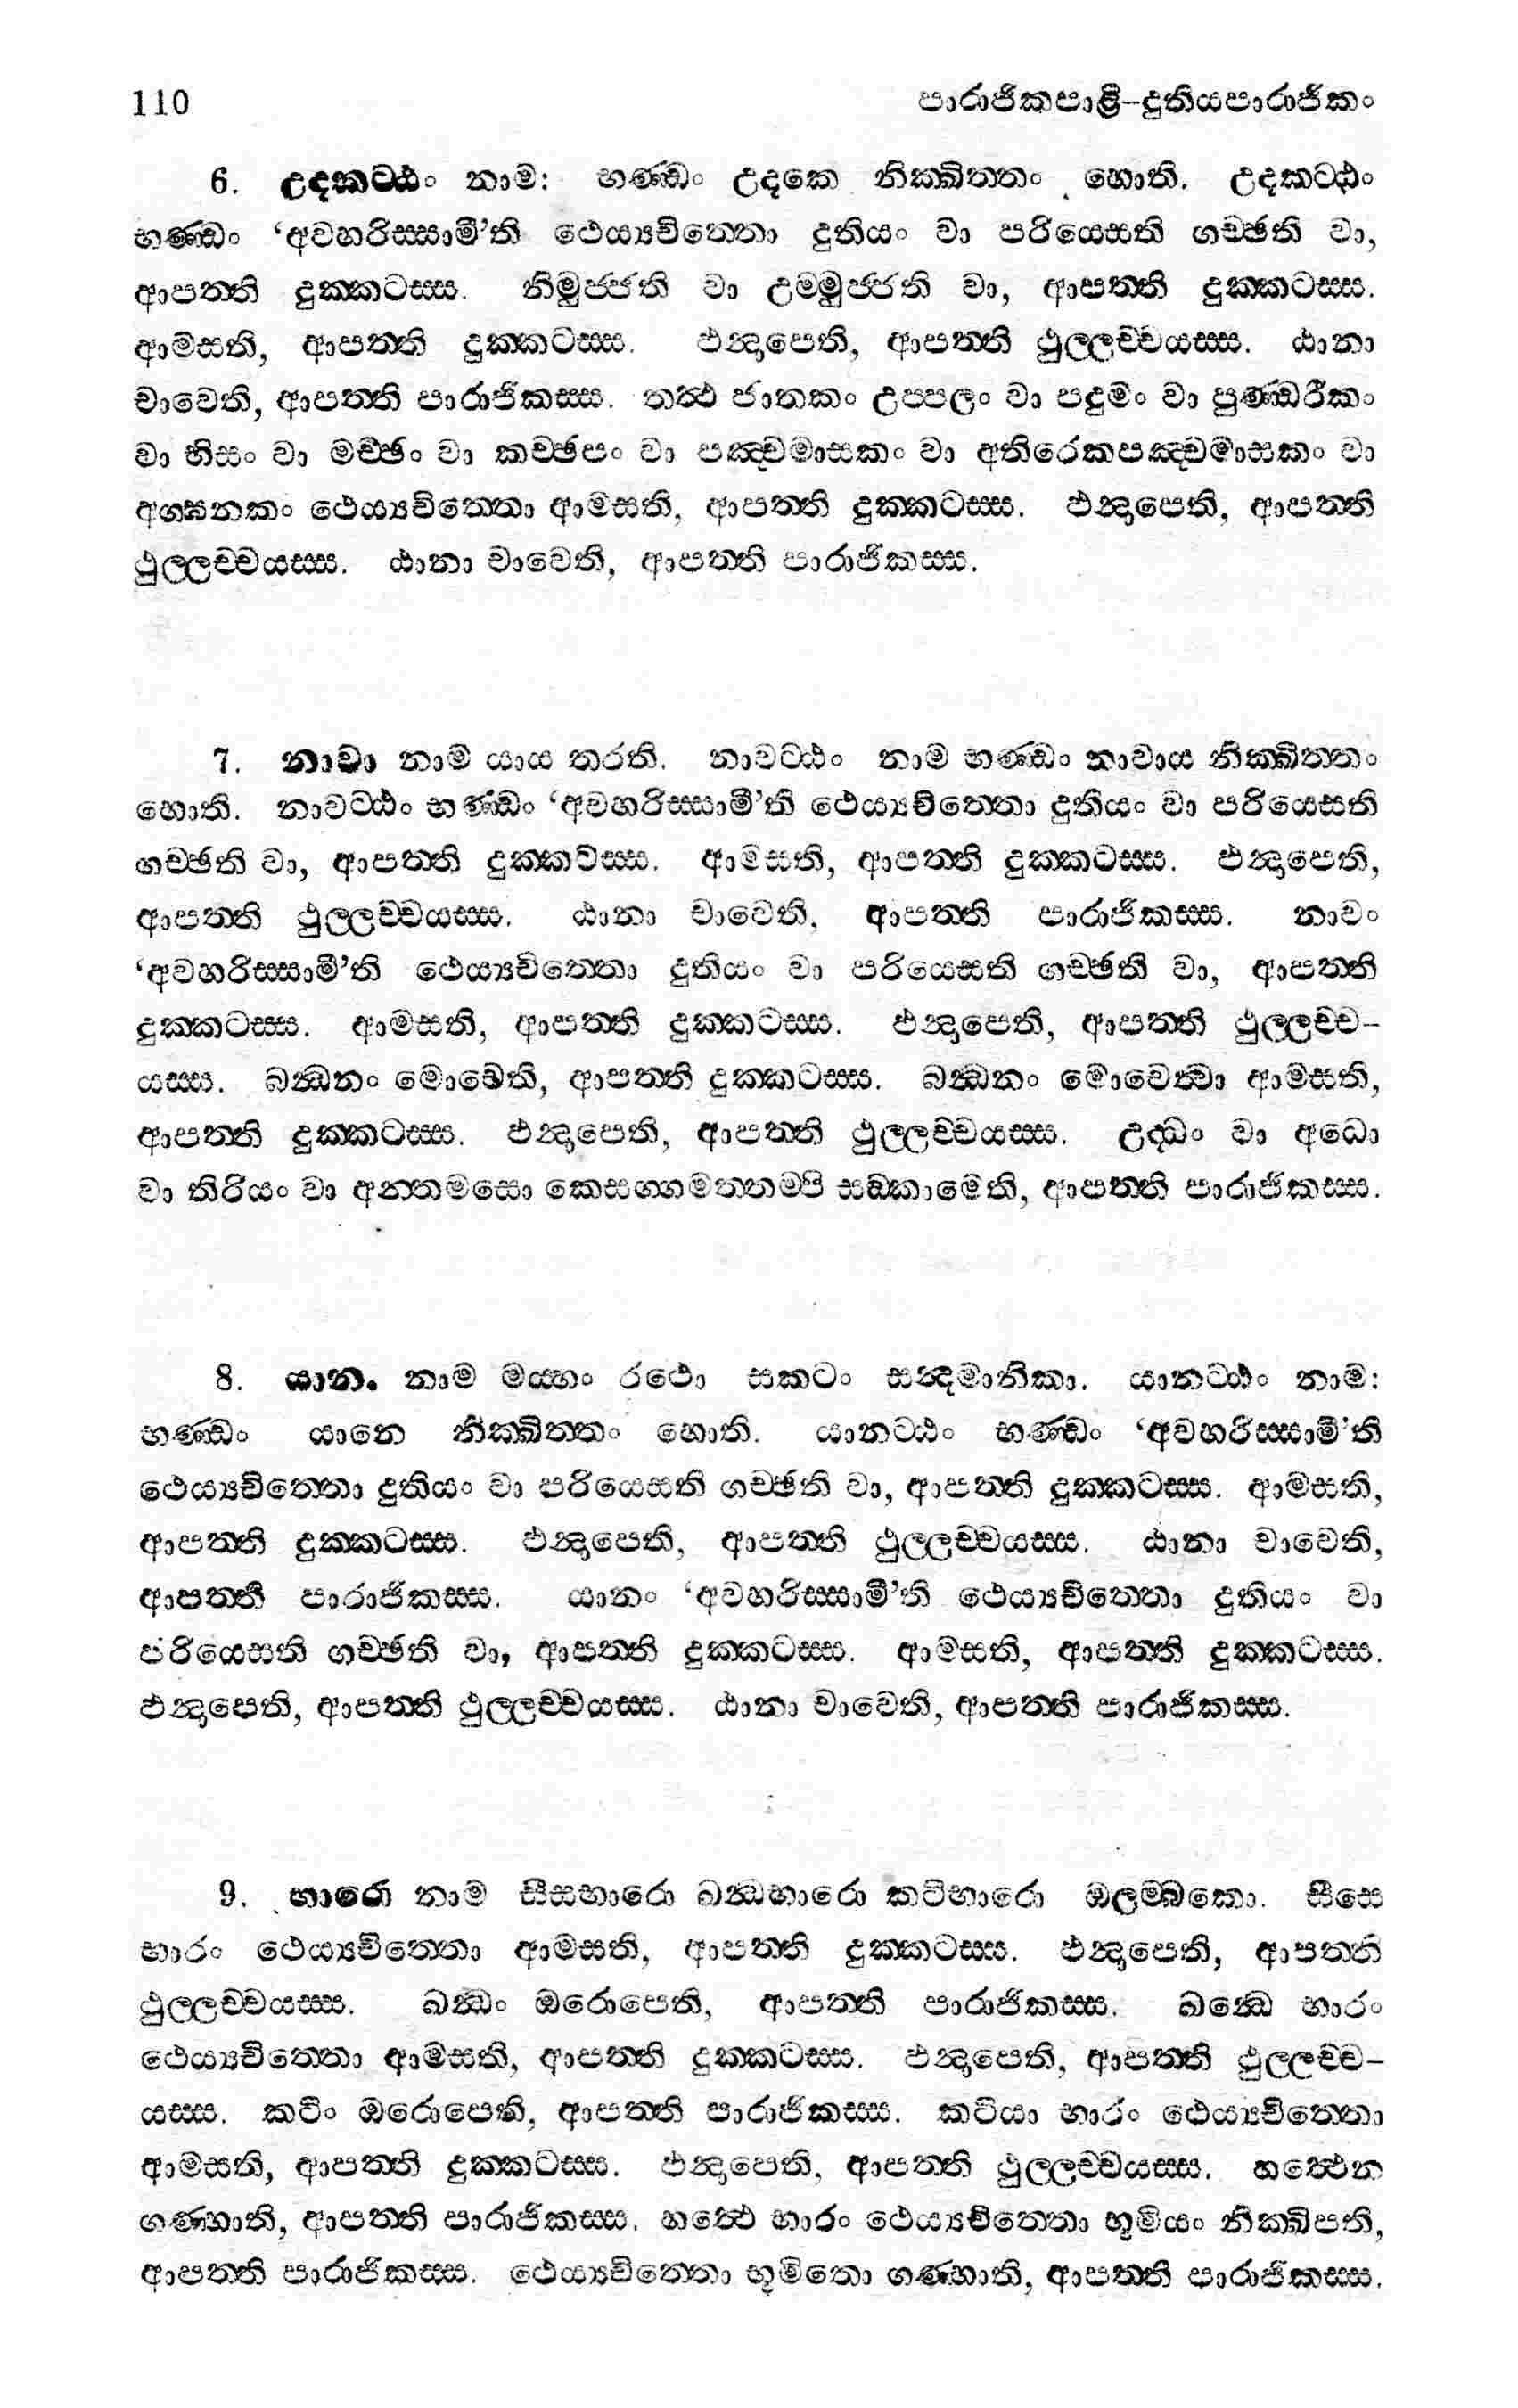 110 පාරාජිකපාළි-දුතියපාරාජිකං
6. උදකට්ඨං නාම: භණ්ඩං උදකෙ නික්ඛිත්තං හොති. උදකට්ඨං
භණ්ඩං ‘අවහරිස්සාමී’ති ථෙය්‍යචිත්තො දුතියං වා පරියෙසති ගච්ඡති වා,
ආපත්ති දුක්කටස්ස. නිමුජ්ජති වා උම්මුජ්ජති වා, ආපත්ති දුක්කටස්ස.
ආමසති, ආපත්ති දුක්කටස්ස. ඵන්‍දාපෙති, ආපත්ති ථුල්ලච්චයස්ස. ඨානා
චාවෙති, ආපත්ති පාරාජිකස්ස. තත්‍ථ ජාතකං උප්පලං වා පදුමං වා පුණ්ඩරීකං
වා භිසං වා මච්ඡං වා කච්ඡපං වා පඤ්චමාසකං වා අතිරෙකපඤ්චමාසකං වා
අග්ඝනකං ථෙය්‍යචිත්තො ආමසති, ආපත්ති දුක්කටස්ස. ඵන්‍දාපෙති, ආපත්ති
ථුල්ලච්චයස්ස. ඨානා චාවෙති, ආපත්ති පාරාජිකස්ස.
7. නාවා නාම යාය තරති. නාවට්ඨං නාම භණ්ඩං නාවාය නික්ඛිත්තං
හොති. නාවට්ඨං භණ්ඩං ‘අවහරිස්සාමී’ති ථෙය්‍යචිත්තො දුතියං වා පරියෙසති
ගච්ඡති වා, ආපත්ති දුක්කටස්ස. ආමසති, ආපත්ති දුක්කටස්ස. ඵන්‍දාපෙති,
ආපත්ති ථුල්ලච්චයස්ස. ඨානා චාවෙති, ආපත්ති පාරාජිකස්ස. නාවං
‘අවහරිස්සාමී’ති ථෙය්‍යචිත්තො දුතියං වා පරියෙසති ගච්ඡති වා, ආපත්ති
දුක්කටස්ස. ආමසති, ආපත්ති දුක්කටස්ස. ඵන්‍දාපෙති, ආපත්ති ථුල්ලච්ච-
යස්ස. බන්‍ධනං මොචෙති, ආපත්ති දුක්කටස්ස. බන්‍ධනං මොචෙත්‍වා ආමසති,
ආපත්ති දුක්කටස්ස. ඵන්‍දාපෙති, ආපත්ති ථුල්ලච්චයස්ස. උද්‍ධං වා අධො
වා තිරියං වා අන්තමසො කෙසග්ගමත්තම්පි සඞ්කාමෙති, ආපත්ති පාරාජිකස්ස.
8. යානං නාම ම‍ය්හං රථො සකටං සන්‍දමානිකා. යානට්ඨං නාම:
භණ්ඩං යානෙ නික්ඛිත්තං හොති. යානට්ඨං භණ්ඩං ‘අවහරිස්සාමී’ති
ථෙය්‍යචිත්තො දුතියං වා පරියෙසති ගච්ඡති වා, ආපත්ති දුක්කටස්ස. ආමසති,
ආපත්ති දුක්කටස්ස. ඵන්‍දාපෙති, ආපත්ති ථුල්ලච්චයස්ස. ඨානා චාවෙති,
ආපත්ති පාරාජිකස්ස. යානං ‘අවහරිස්සාමී’ති ථෙය්‍යචිත්තො දුතියං වා
පරියෙසති ගච්ඡති වා, ආපත්ති දුක්කටස්ස. ආමසති, ආපත්ති දුක්කටස්ස.
ඵන්‍දාපෙති, ආපත්ති ථුල්ලච්චයස්ස. ඨානා චාවෙති, ආපත්ති පාරාජිකස්ස.
9. භාරො නාම සීසභාරො ඛන්‍ධභාරො කටිභාරො ඔලම්බකො. සීසෙ
භාරං ථෙය්‍යචිත්තො ආමසති, ආපත්ති දුක්කටස්ස. ඵන්‍දාපෙති, ආපත්ති
ථුල්ලච්චයස්ස. ඛන්‍ධං ඔරොපෙති, ආපත්ති පාරාජිකස්ස. ඛන්‍ධෙ භාරං
ථෙය්‍යචිත්තො ආමසති, ආපත්ති දුක්කටස්ස. ඵන්‍දාපෙති, ආපත්ති ථුල්ලච්ච-
යස්ස. කටිං ඔරොපෙති, ආපත්ති පාරාජිකස්ස. කටියා භාරං ථෙය්‍යචිත්තො
ආමසති, ආපත්ති දුක්කටස්ස. ඵන්‍දාපෙති, ආපත්ති ථුල්ලච්චයස්ස. හත්‍ථෙන
ගණ්හාති, ආපත්ති පාරාජිකස්ස. හත්‍ථෙ භාරං ථෙය්‍යචිත්තො භූමියං නික්ඛිපති,
ආපත්ති පාරාජිකස්ස. ථෙය්‍යචිත්තො භූමිතො ගණ්හාති, ආපත්ති පාරාජිකස්ස.